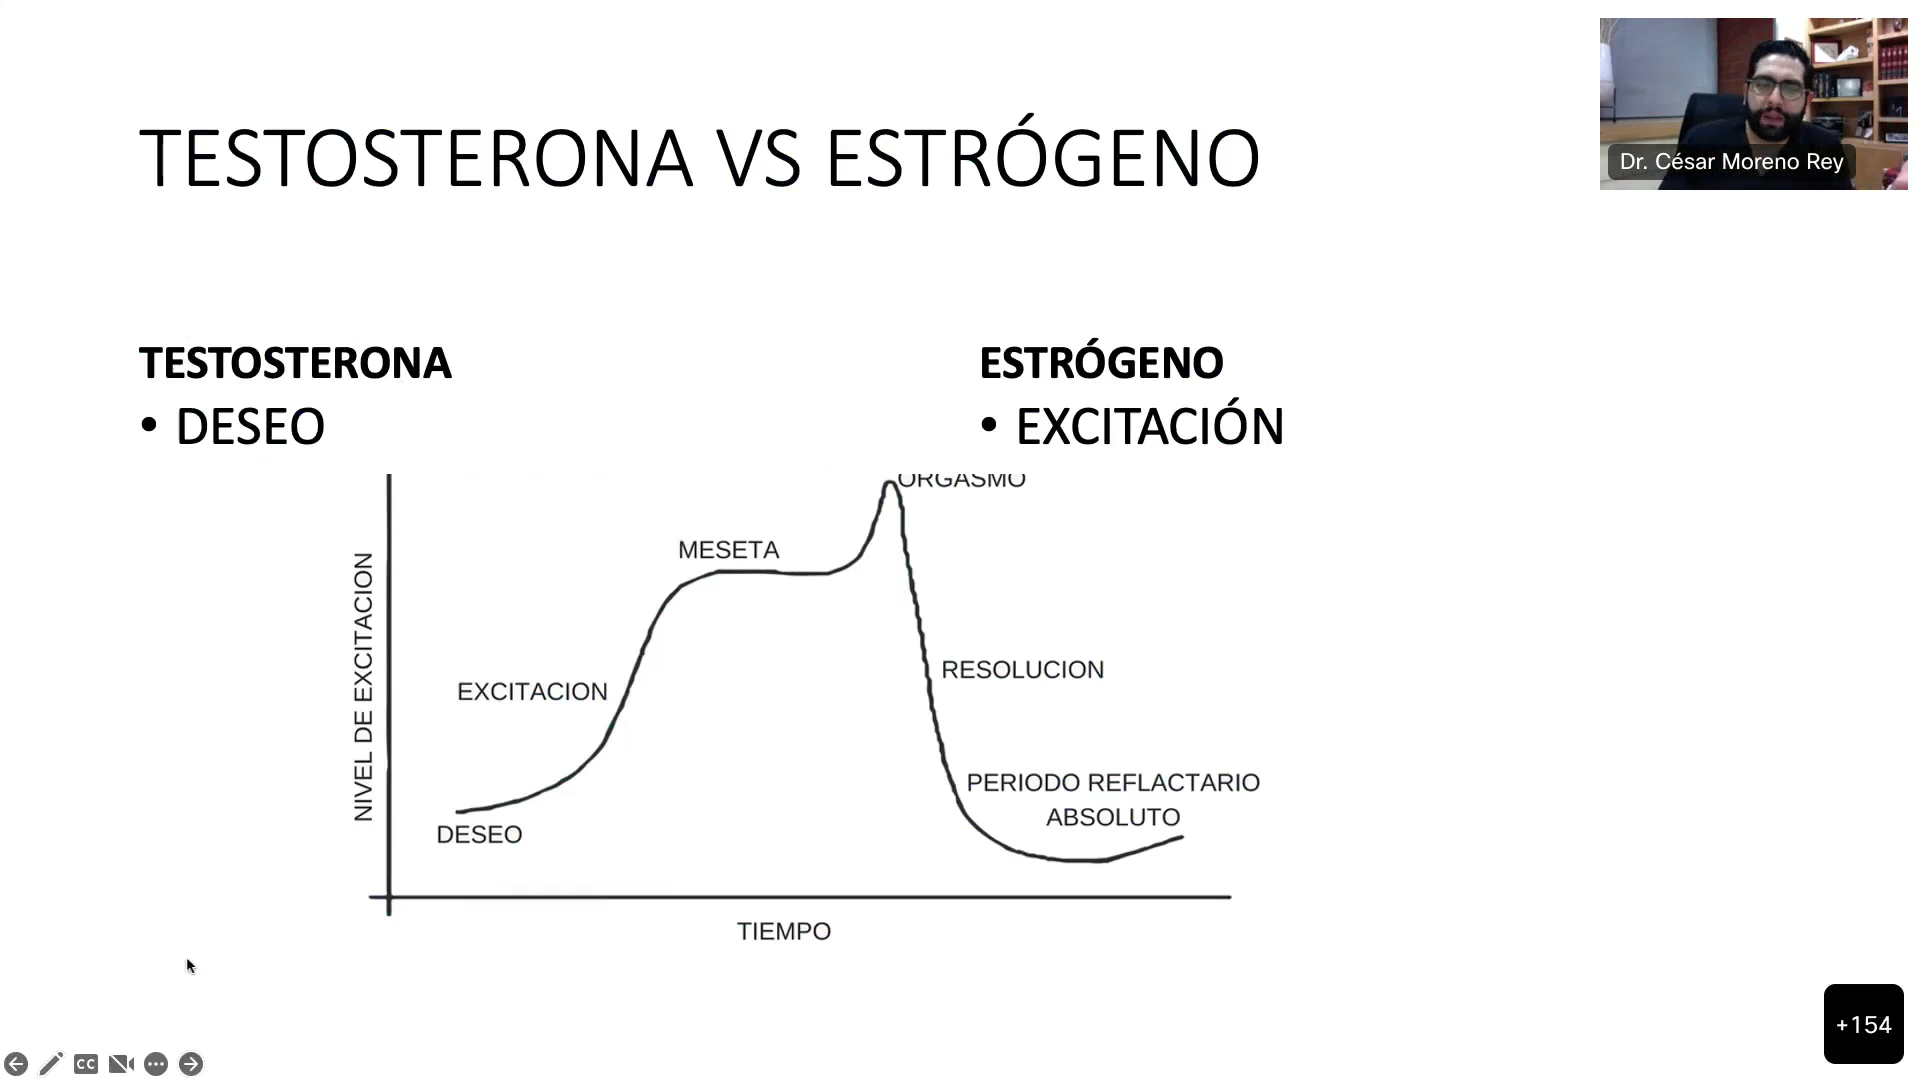 TESTOSTERONA VS ESTRÓGENO
Dr. César Moreno Rey
TESTOSTERONA
• DESEO
ESTRÓGENO
• EXCITACIÓN
ORGASMO
MESETA
NIVEL DE EXCITACION
EXCITACION
RESOLUCION
PERIODO REFLACTARIO
ABSOLUTO
DESEO
TIEMPO
+154
CC